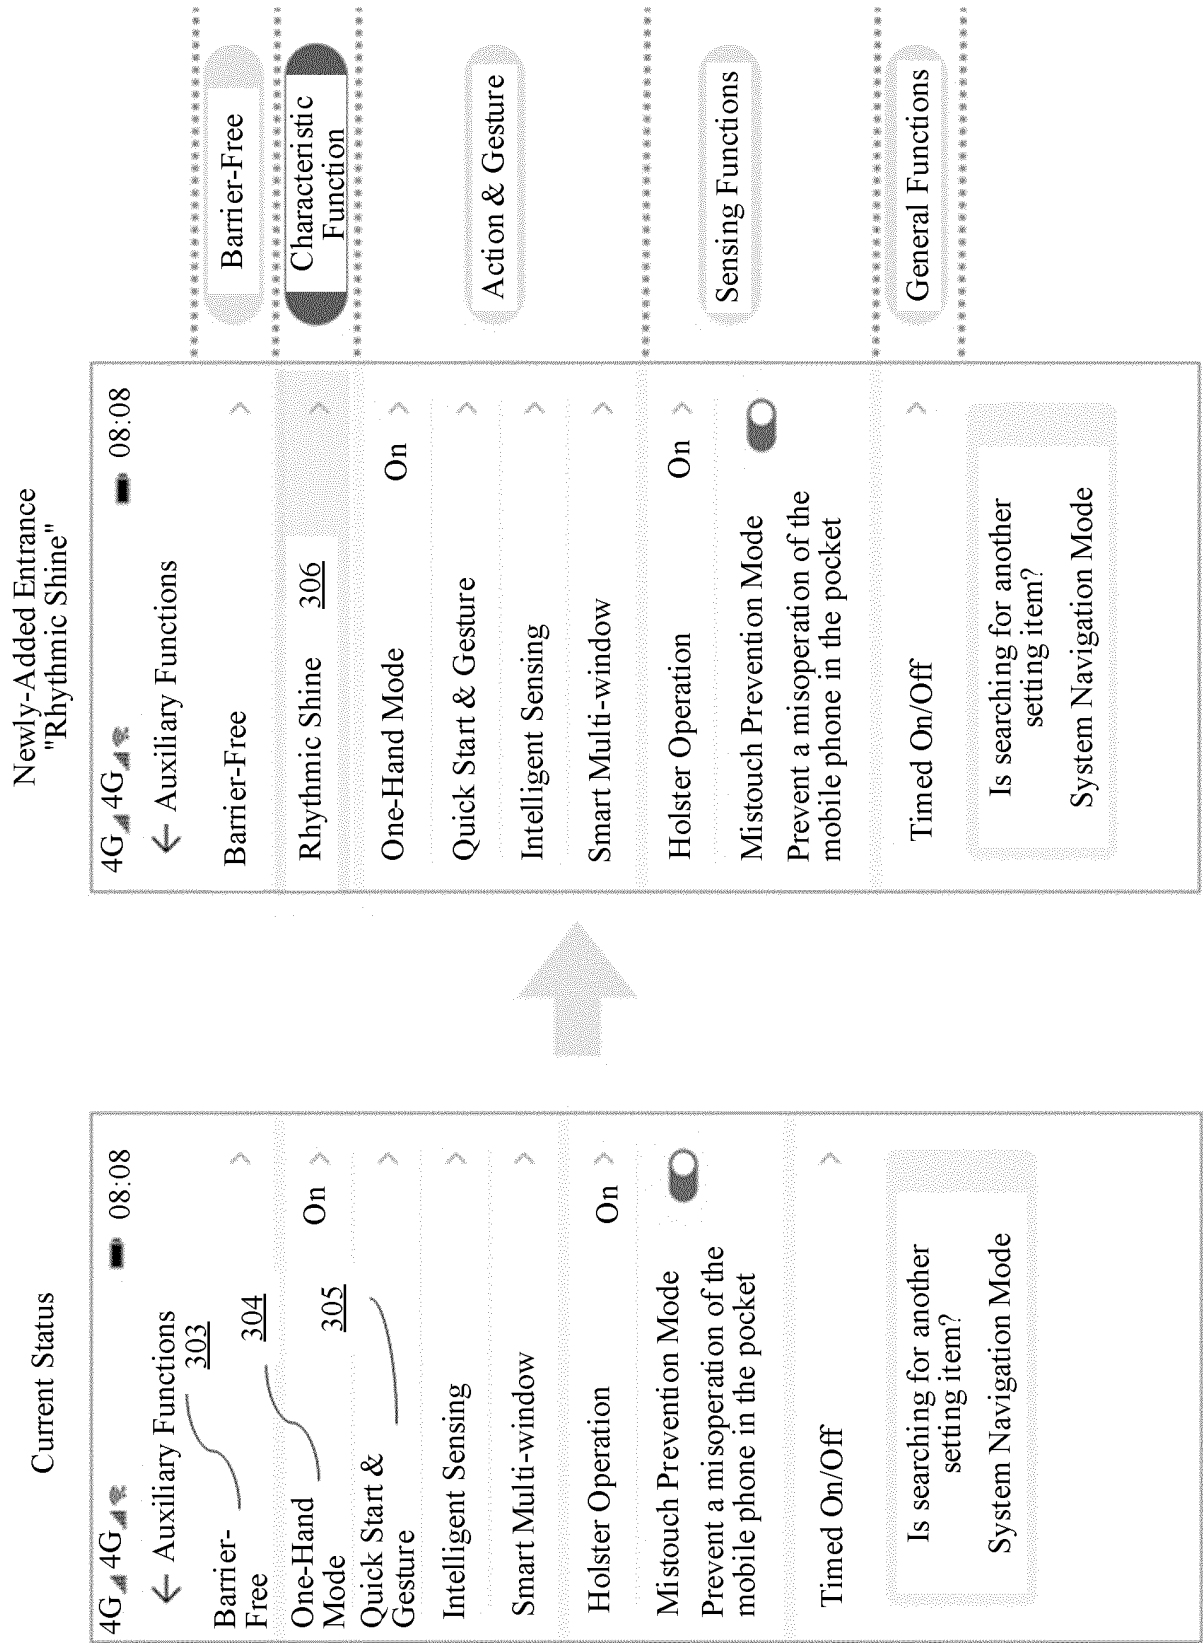 Current Status
4G 4G 08:08
← Auxiliary Functions
303
Barrier-
Free
304
One-Hand
Mode
On
305
Quick Start &
Gesture
Intelligent Sensing
Smart Multi-window
Holster Operation
On
Mistouch Prevention Mode
Prevent a misoperation of the
mobile phone in the pocket
Timed On/Off
Is searching for another
setting item?
System Navigation Mode
Newly-Added Entrance
"Rhythmic Shine"
4G 4G 08:08
← Auxiliary Functions
Barrier-Free
Rhythmic Shine 306
One-Hand Mode On
Quick Start & Gesture
Intelligent Sensing
Smart Multi-window
Holster Operation On
Mistouch Prevention Mode
Prevent a misoperation of the
mobile phone in the pocket
Timed On/Off
Is searching for another
setting item?
System Navigation Mode
Barrier-Free
Characteristic
Function
Action & Gesture
Sensing Functions
General Functions